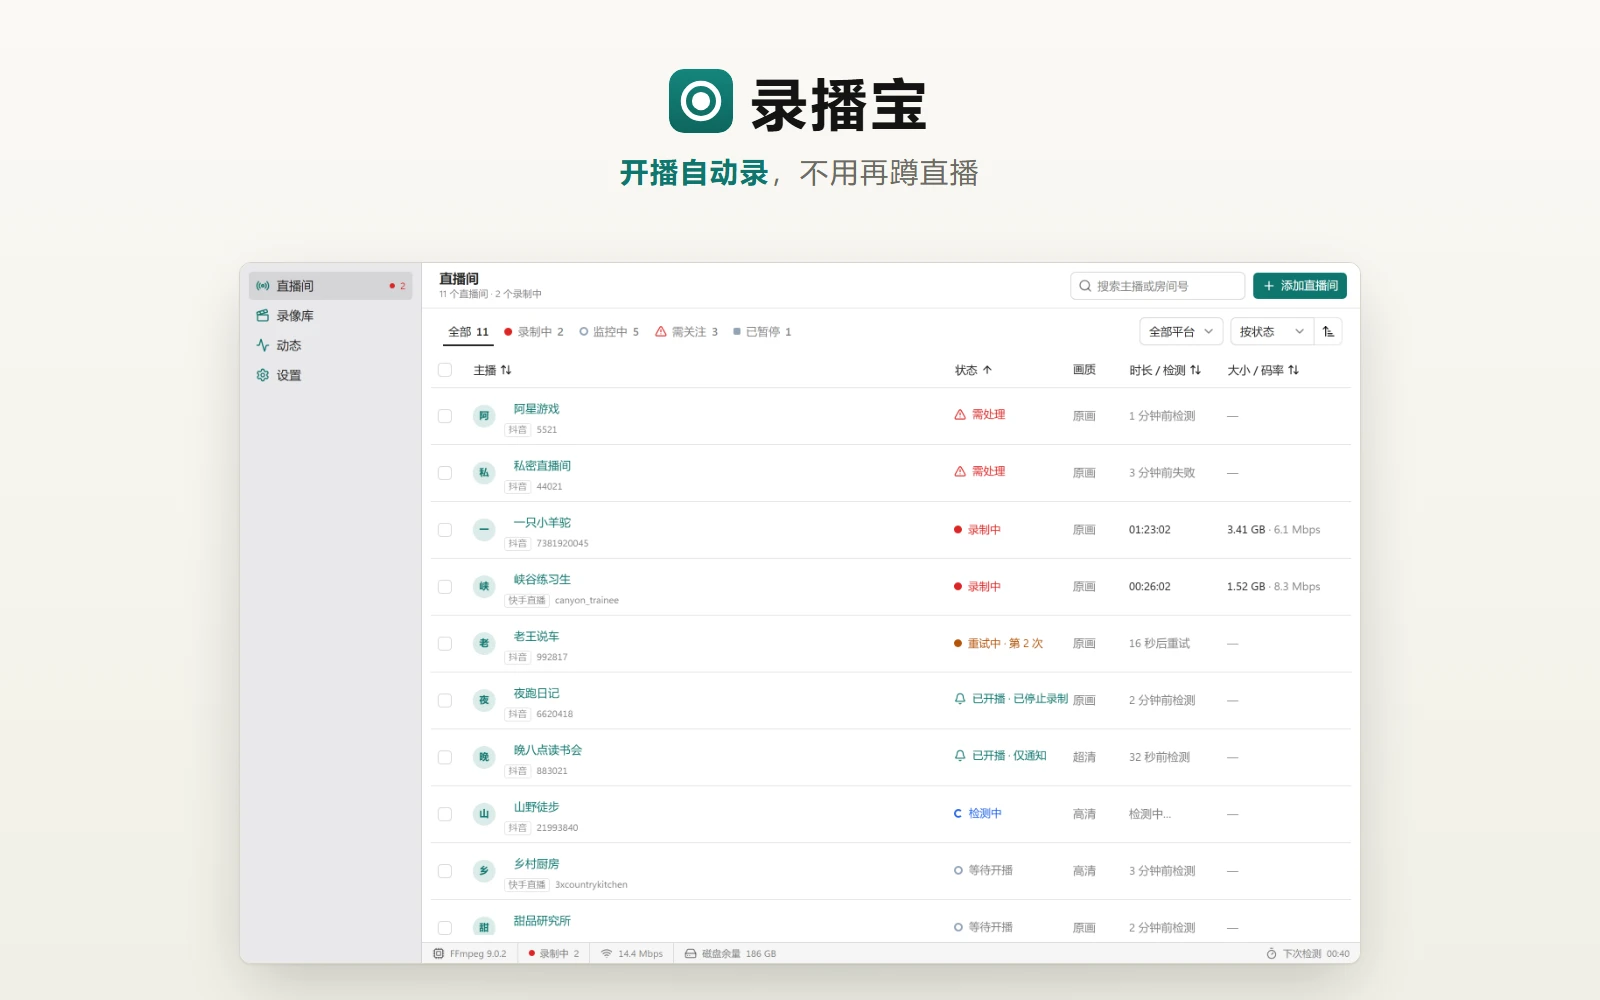 录播宝
开播自动录，不用再蹲直播
直播间 2
录像库
动态
设置
直播间
11 个直播间 · 2 个录制中
搜索主播或房间号
添加直播间
全部 11 录制中 2 监控中 5 需关注 3 已暂停 1
全部平台 按状态
主播 状态 画质 时长 / 检测 大小 / 码率
阿 阿星游戏 需处理 原画 1 分钟前检测 —
抖音 5521
私 私密直播间 需处理 原画 3 分钟前失败 —
抖音 44021
一 一只小羊驼 录制中 原画 01:23:02 3.41 GB · 6.1 Mbps
抖音 7381920045
峡 峡谷练习生 录制中 原画 00:26:02 1.52 GB · 8.3 Mbps
快手直播 canyon_trainee
老 老王说车 重试中 · 第 2 次 原画 16 秒后重试 —
抖音 992817
夜 夜跑日记 已开播 · 已停止录制 原画 2 分钟前检测 —
抖音 6620418
晚 晚八点读书会 已开播 · 仅通知 超清 32 秒前检测 —
抖音 883021
山 山野徒步 检测中 高清 检测中... —
抖音 21993840
乡 乡村厨房 等待开播 高清 3 分钟前检测 —
快手直播 3xcountrykitchen
甜 甜品研究所 等待开播 原画 2 分钟前检测 —
FFmpeg 9.0.2 录制中 2 14.4 Mbps 磁盘余量 186 GB 下次检测 00:40